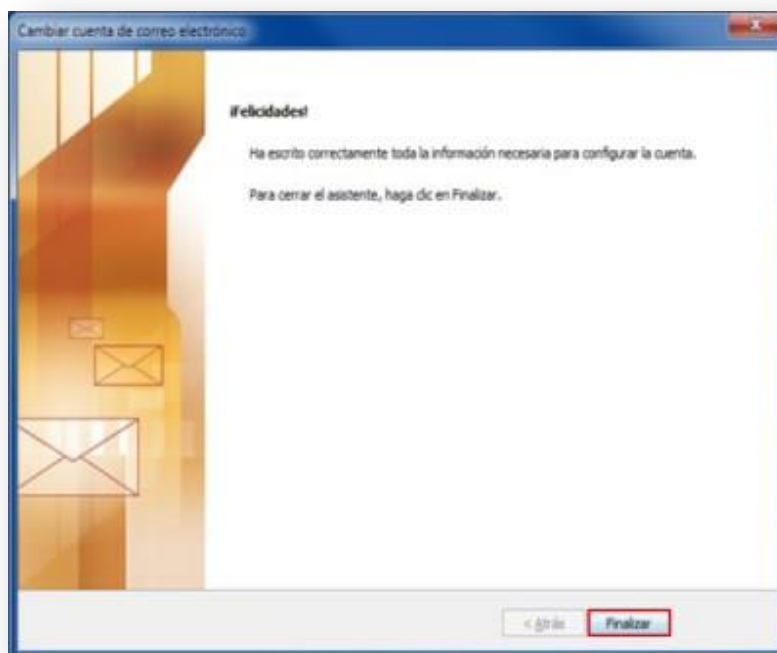 Cambiar cuenta de correo electrónico
¡Felicidades!
Ha escrito correctamente toda la información necesaria para configurar la cuenta.
Para cerrar el asistente, haga clic en Finalizar.
< Atrás
Finalizar